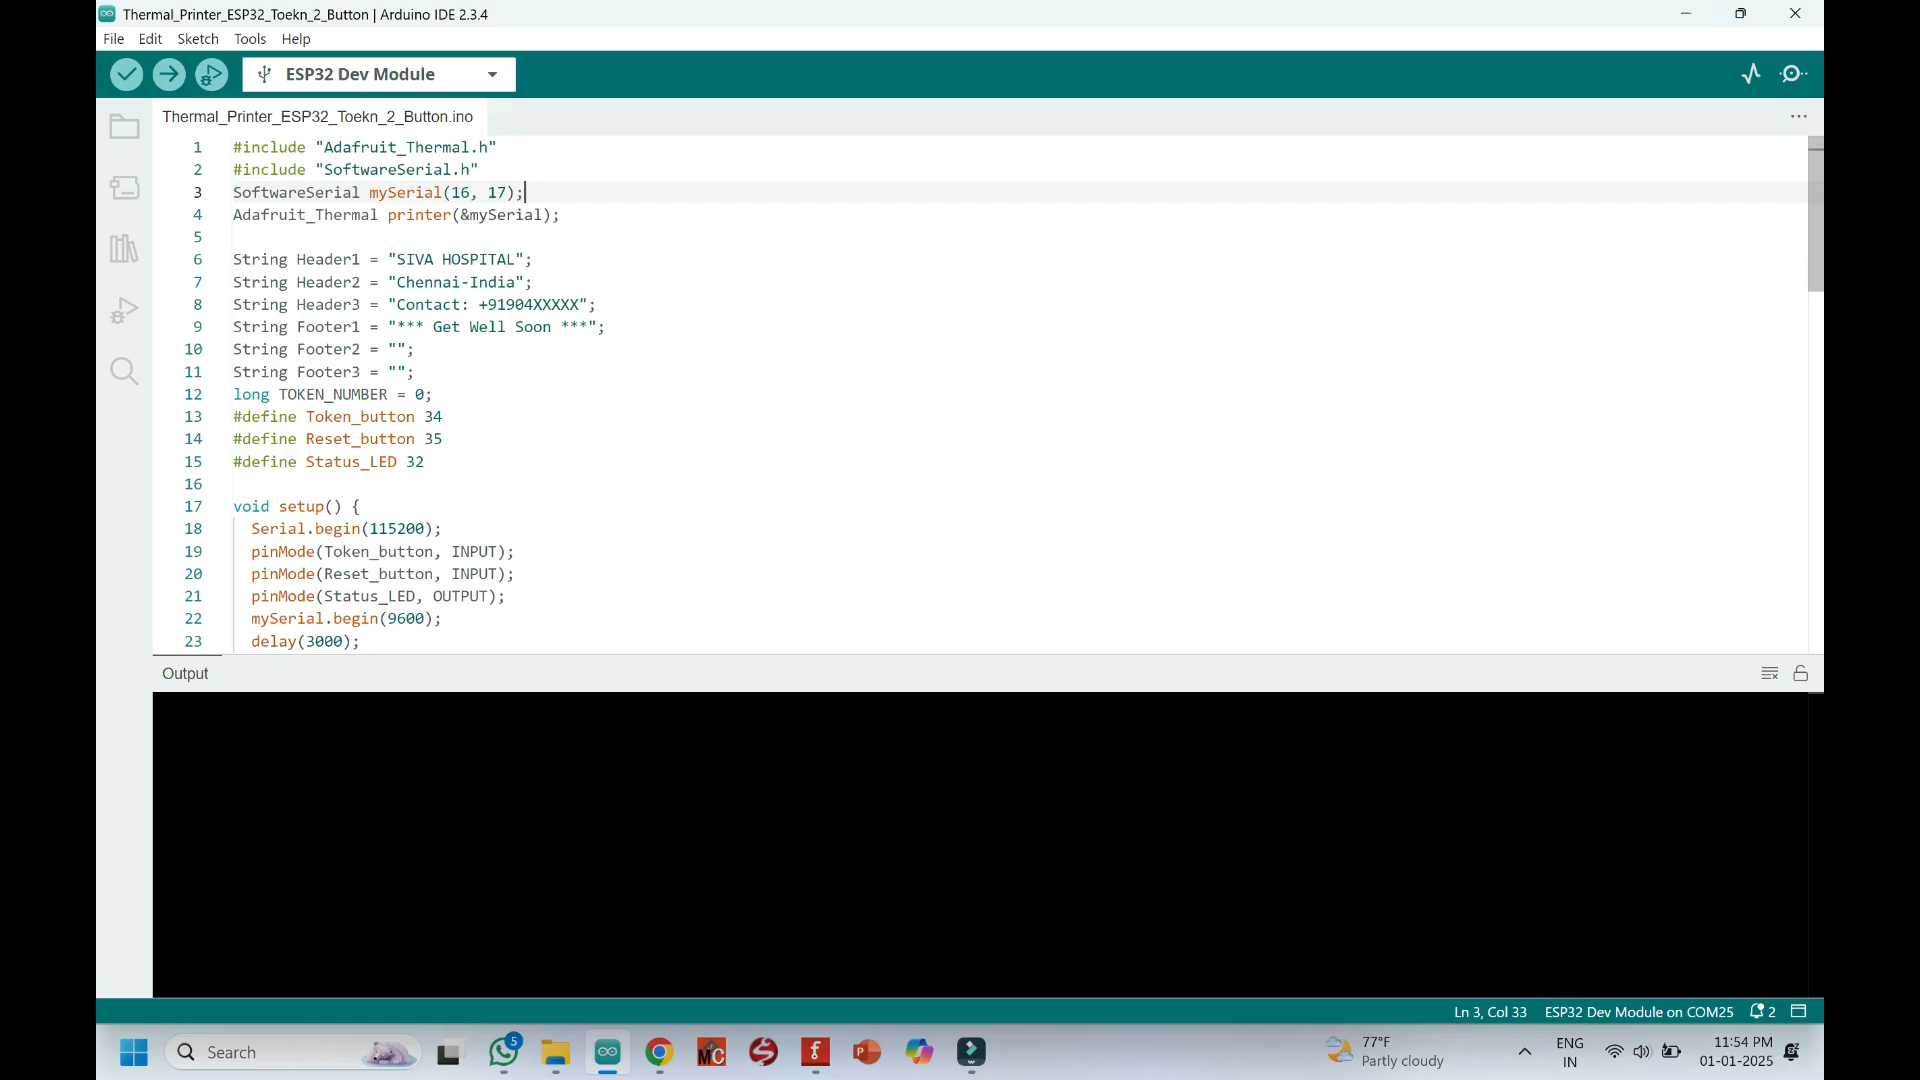 Thermal_Printer_ESP32_Toekn_2_Button | Arduino IDE 2.3.4
File Edit Sketch Tools Help
ESP32 Dev Module
Thermal_Printer_ESP32_Toekn_2_Button.ino
1 #include "Adafruit_Thermal.h"
2 #include "SoftwareSerial.h"
3 SoftwareSerial mySerial(16, 17);
4 Adafruit_Thermal printer(&mySerial);
5
6 String Header1 = "SIVA HOSPITAL";
7 String Header2 = "Chennai-India";
8 String Header3 = "Contact: +91904XXXXX";
9 String Footer1 = "*** Get Well Soon ***";
10 String Footer2 = "";
11 String Footer3 = "";
12 long TOKEN_NUMBER = 0;
13 #define Token_button 34
14 #define Reset_button 35
15 #define Status_LED 32
16
17 void setup() {
18 Serial.begin(115200);
19 pinMode(Token_button, INPUT);
20 pinMode(Reset_button, INPUT);
21 pinMode(Status_LED, OUTPUT);
22 mySerial.begin(9600);
23 delay(3000);
Output
Ln 3, Col 33 ESP32 Dev Module on COM25 2
Search
5
MC
77°F
Partly cloudy
ENG
IN
11:54 PM
01-01-2025